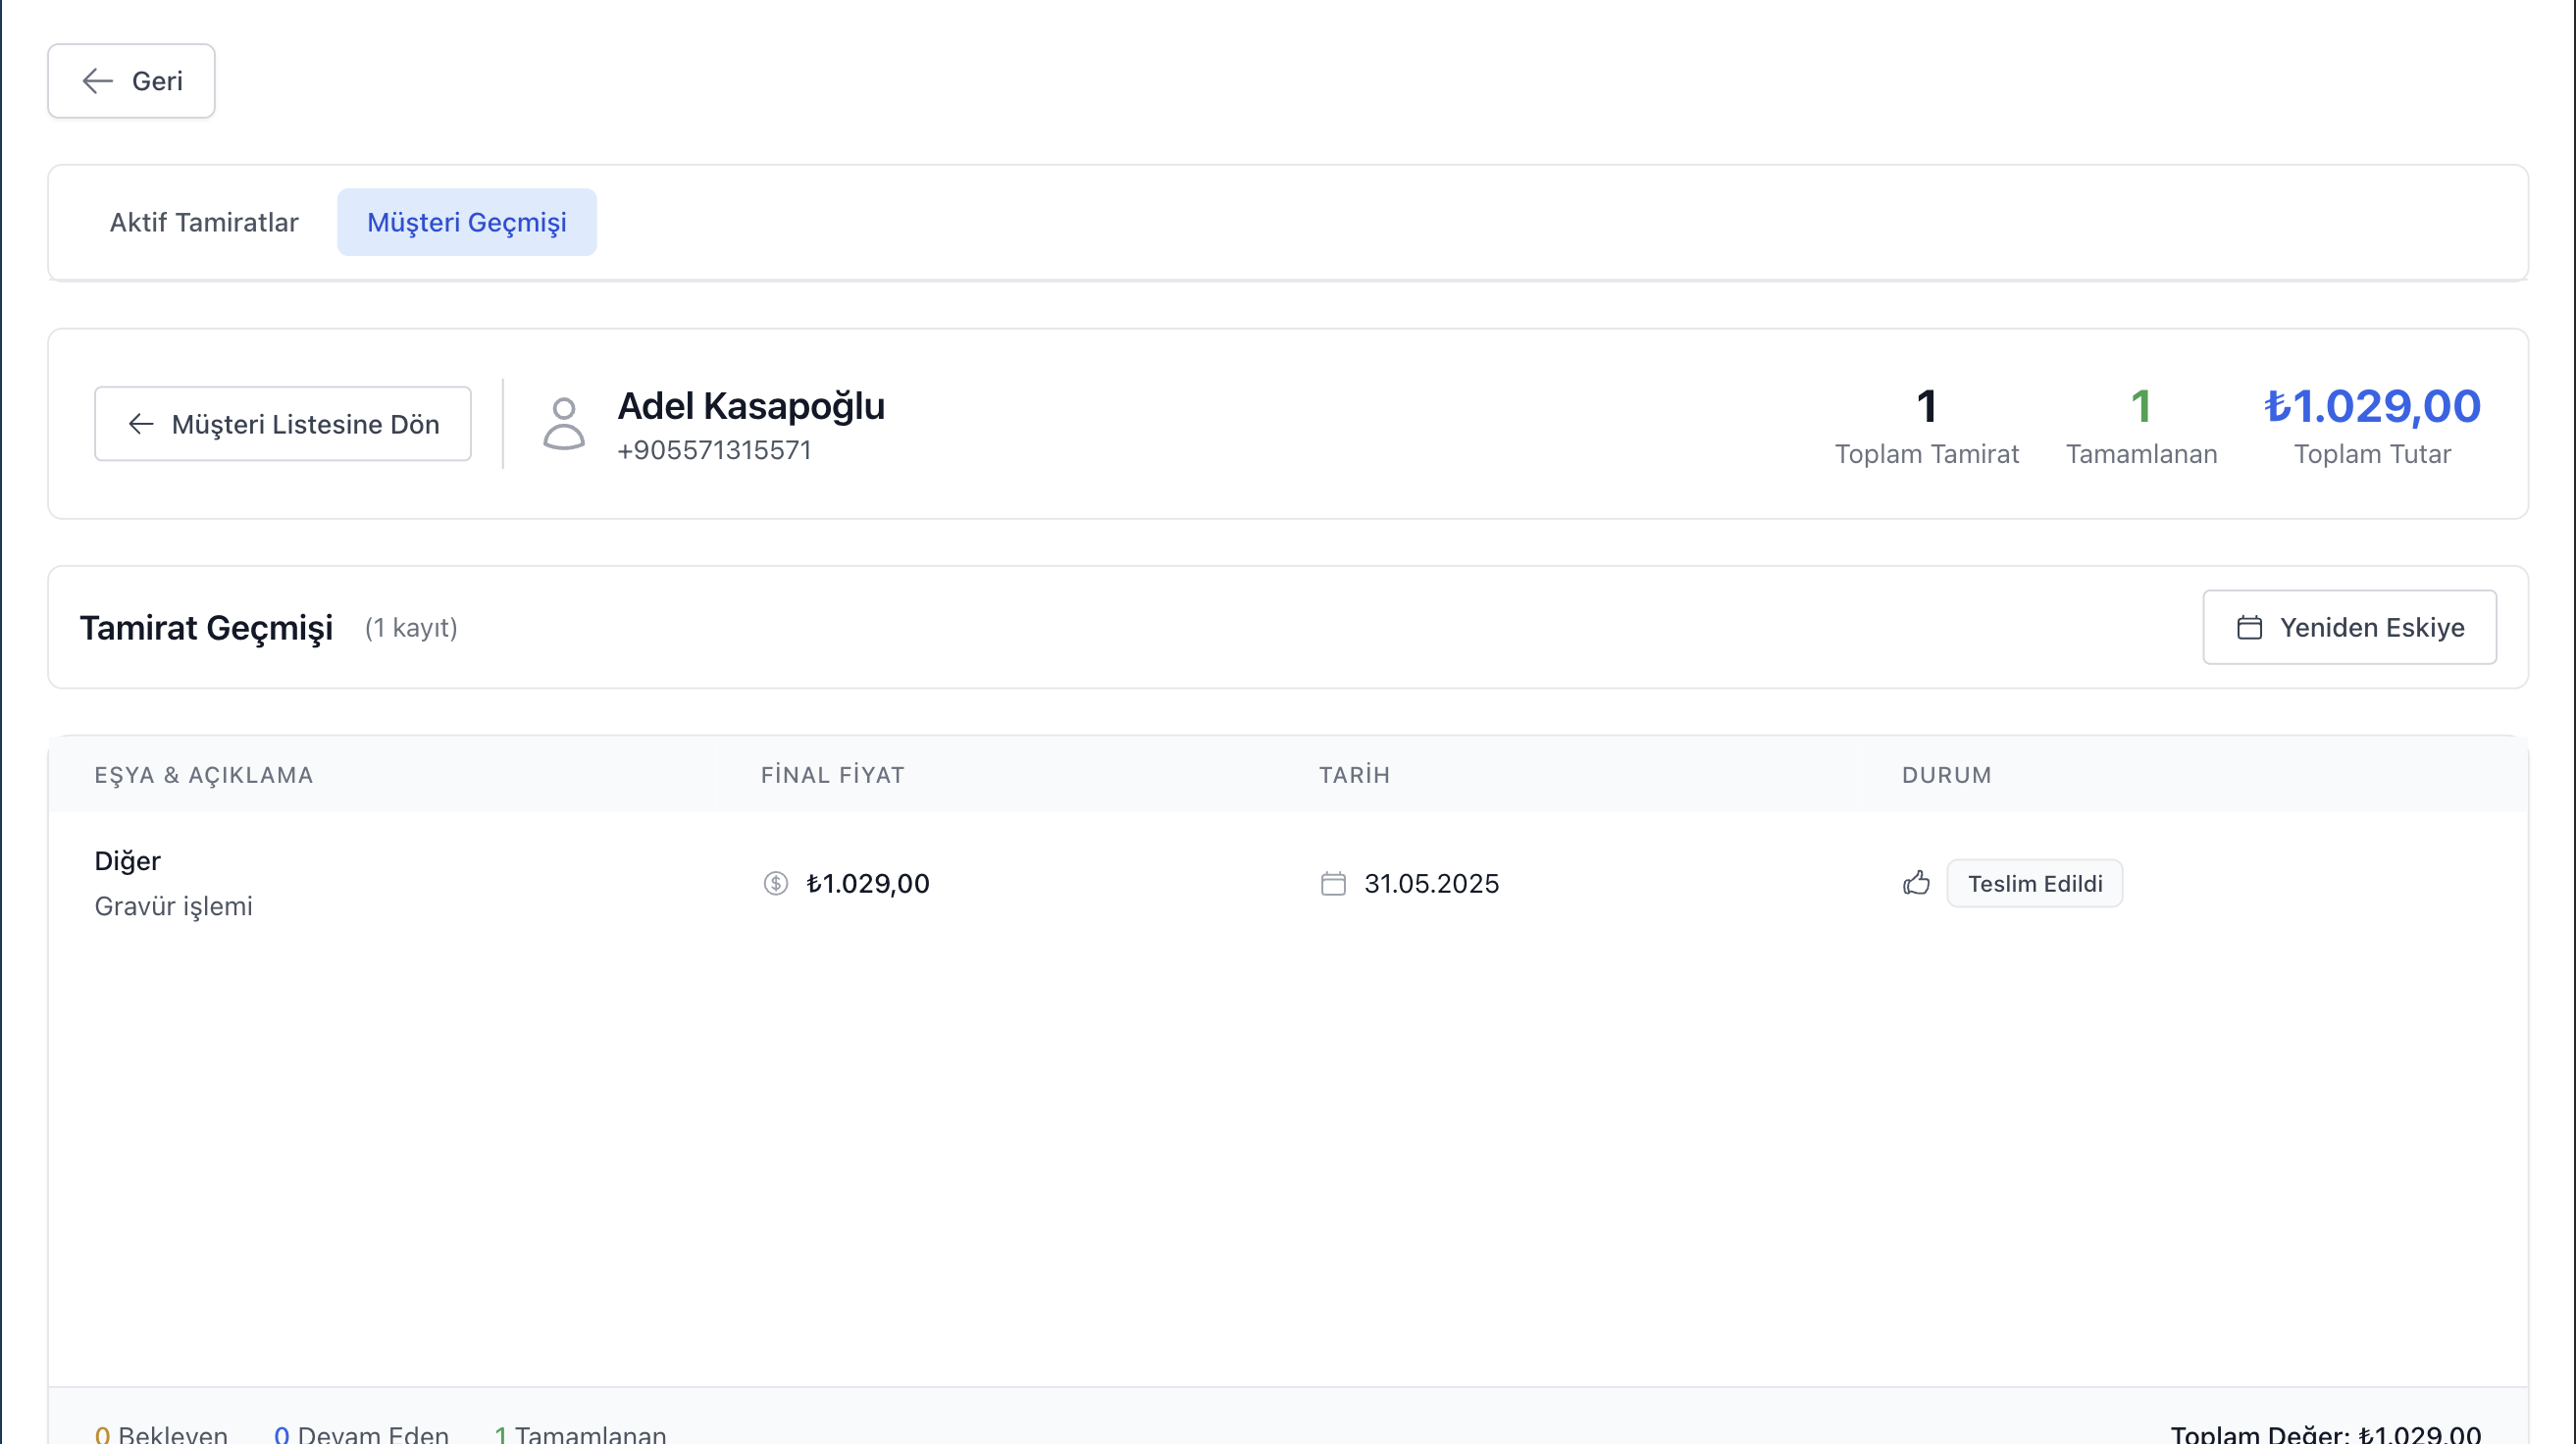 Geri
Aktif Tamiratlar Müşteri Geçmişi
Müşteri Listesine Dön
Adel Kasapoğlu
+905571315571
1
Toplam Tamirat
1
Tamamlanan
₺1.029,00
Toplam Tutar
Tamirat Geçmişi (1 kayıt)
Yeniden Eskiye
EŞYA & AÇIKLAMA FİNAL FİYAT TARİH DURUM
Diğer
Gravür işlemi
₺1.029,00
31.05.2025
Teslim Edildi
0 Bekleyen 0 Devam Eden 1 Tamamlanan
Toplam Değer: ₺1.029,00